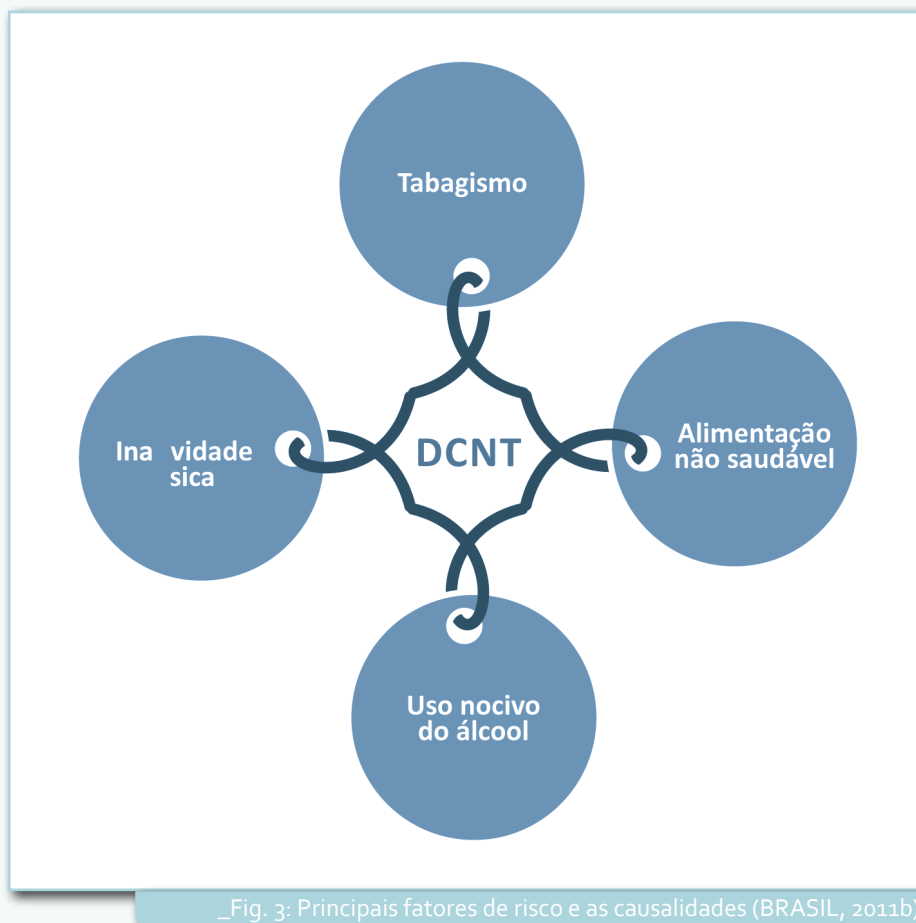 Tabagismo
Ina vidade
sica
DCNT
Alimentação
não saudável
Uso nocivo
do álcool
_Fig. 3: Principais fatores de risco e as causalidades (BRASIL, 2011b)